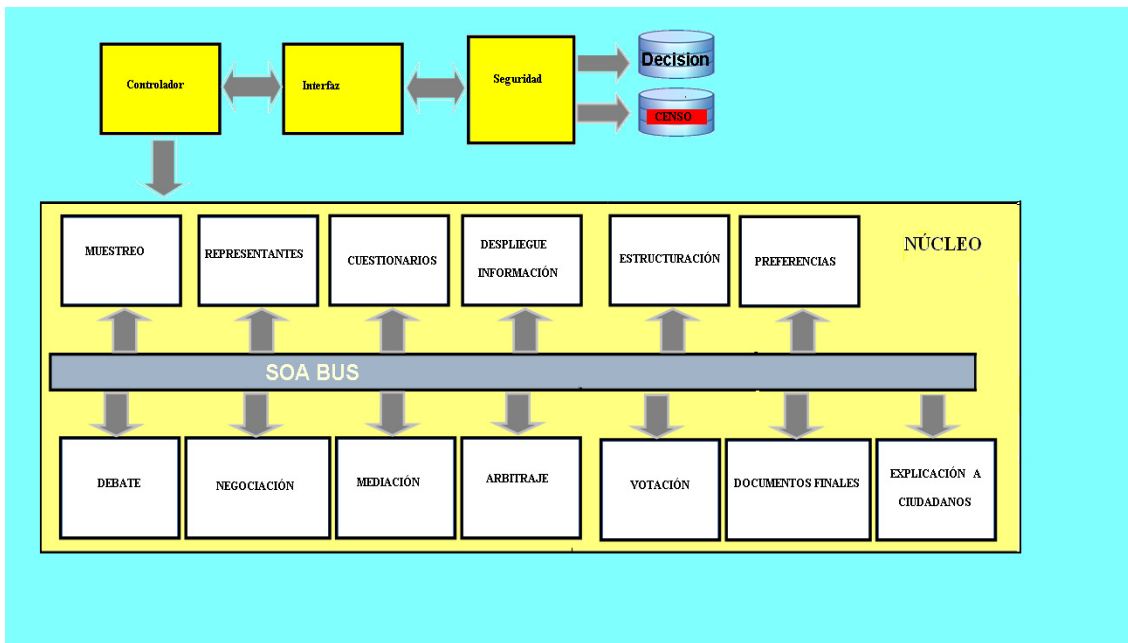 Controlador
Interfaz
Seguridad
Decision
CENSO
NÚCLEO
MUESTREO
REPRESENTANTES
CUESTIONARIOS
DESPLIEGUE
INFORMACIÓN
ESTRUCTURACIÓN
PREFERENCIAS
SOA BUS
DEBATE
NEGOCIACIÓN
MEDIACIÓN
ARBITRAJE
VOTACIÓN
DOCUMENTOS FINALES
EXPLICACIÓN A
CIUDADANOS